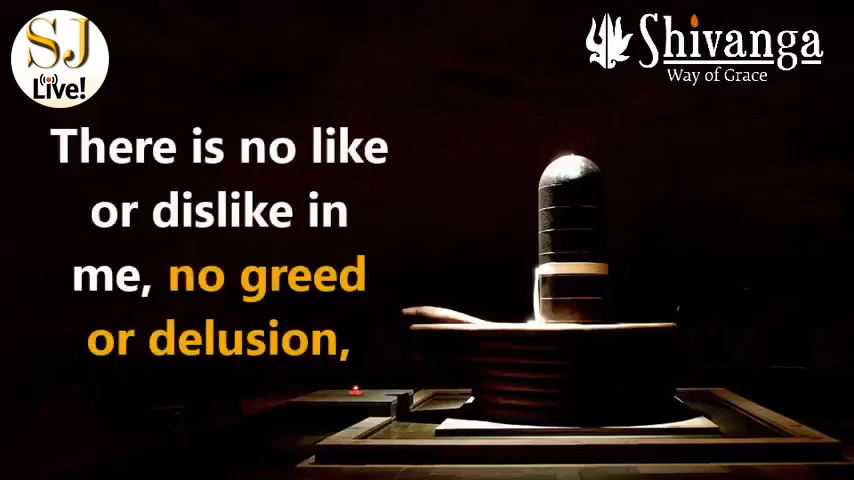 SJ
Live!
Shivanga
Way of Grace
There is no like
or dislike in
me, no greed
or delusion,